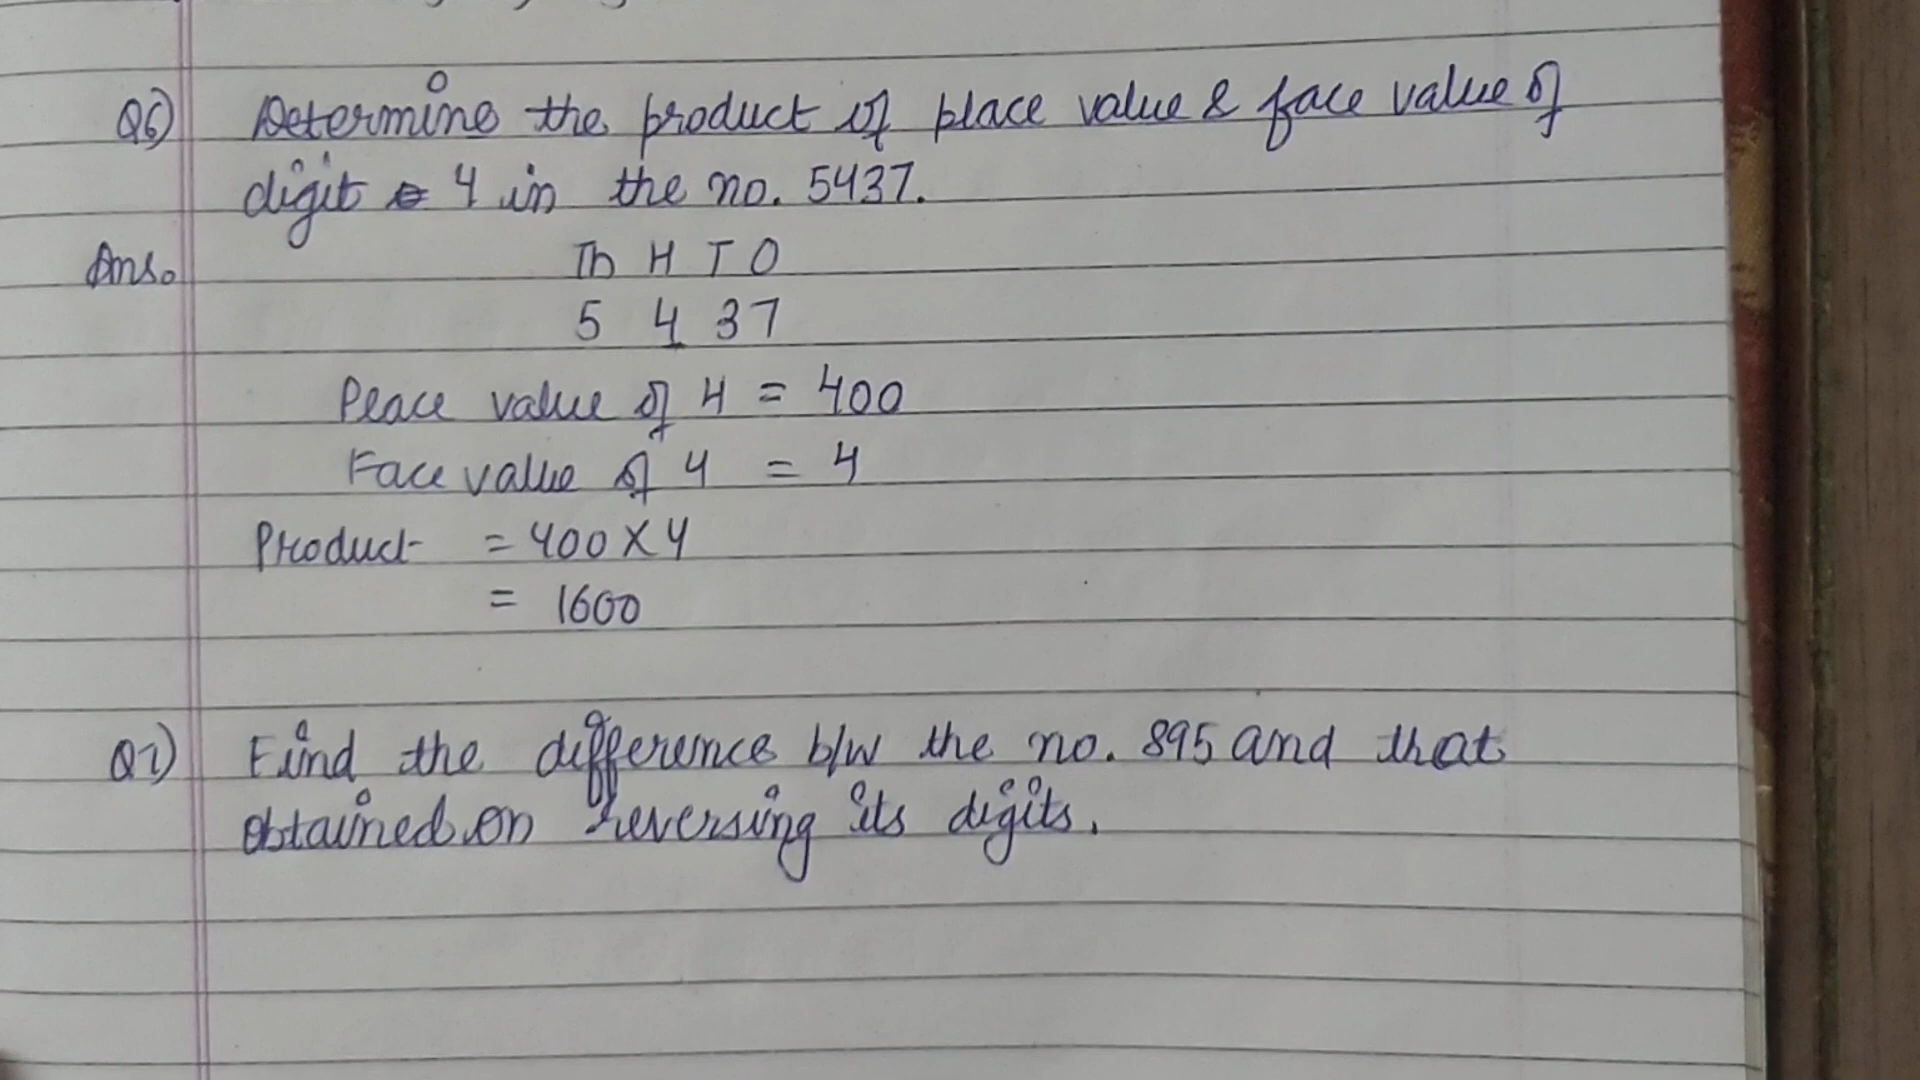 Q6) Determine the product of place value & face value of
digit 4 in the no. 5437.
Ans. Th H T O
5 4 3 7
Place value of 4 = 400
Face value of 4 = 4
Product = 400 X 4
= 1600
Q7) Find the difference b/w the no. 895 and that
obtained on reversing its digits.